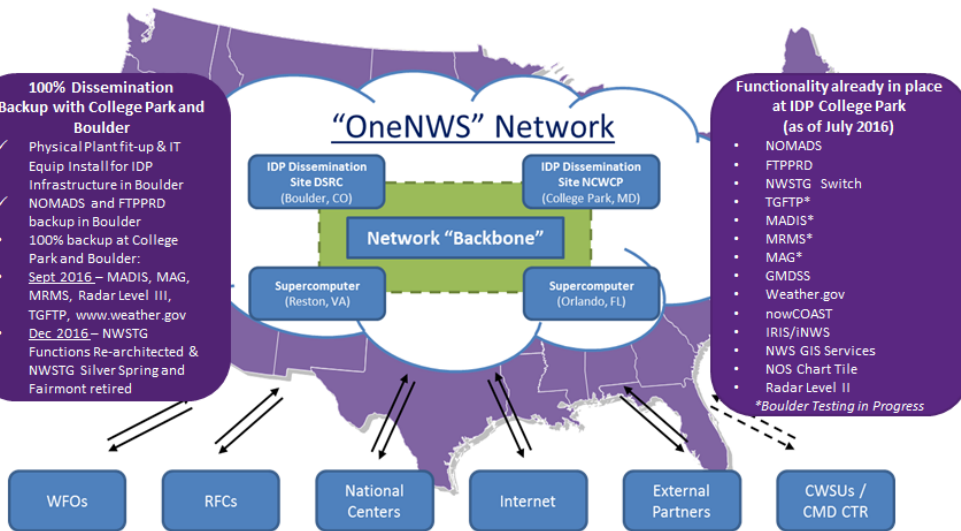 100% Dissemination
Backup with College Park and
Boulder
✓ Physical Plant fit-up & IT
Equip Install for IDP
Infrastructure in Boulder
✓ NOMADS and FTPPRD
backup in Boulder
• 100% backup at College
Park and Boulder:
• Sept 2016 – MADIS, MAG,
MRMS, Radar Level III,
TGFTP, www.weather.gov
• Dec 2016 – NWSTG
Functions Re-architected &
NWSTG Silver Spring and
Fairmont retired
"OneNWS" Network
IDP Dissemination
Site DSRC
(Boulder, CO)
IDP Dissemination
Site NCWCP
(College Park, MD)
Network "Backbone"
Supercomputer
(Reston, VA)
Supercomputer
(Orlando, FL)
Functionality already in place
at IDP College Park
(as of July 2016)
• NOMADS
• FTPPRD
• NWSTG Switch
• TGFTP*
• MADIS*
• MRMS*
• MAG*
• GMDSS
• Weather.gov
• nowCOAST
• IRIS/iNWS
• NWS GIS Services
• NOS Chart Tile
• Radar Level II
*Boulder Testing in Progress
WFOs
RFCs
National
Centers
Internet
External
Partners
CWSUs /
CMD CTR